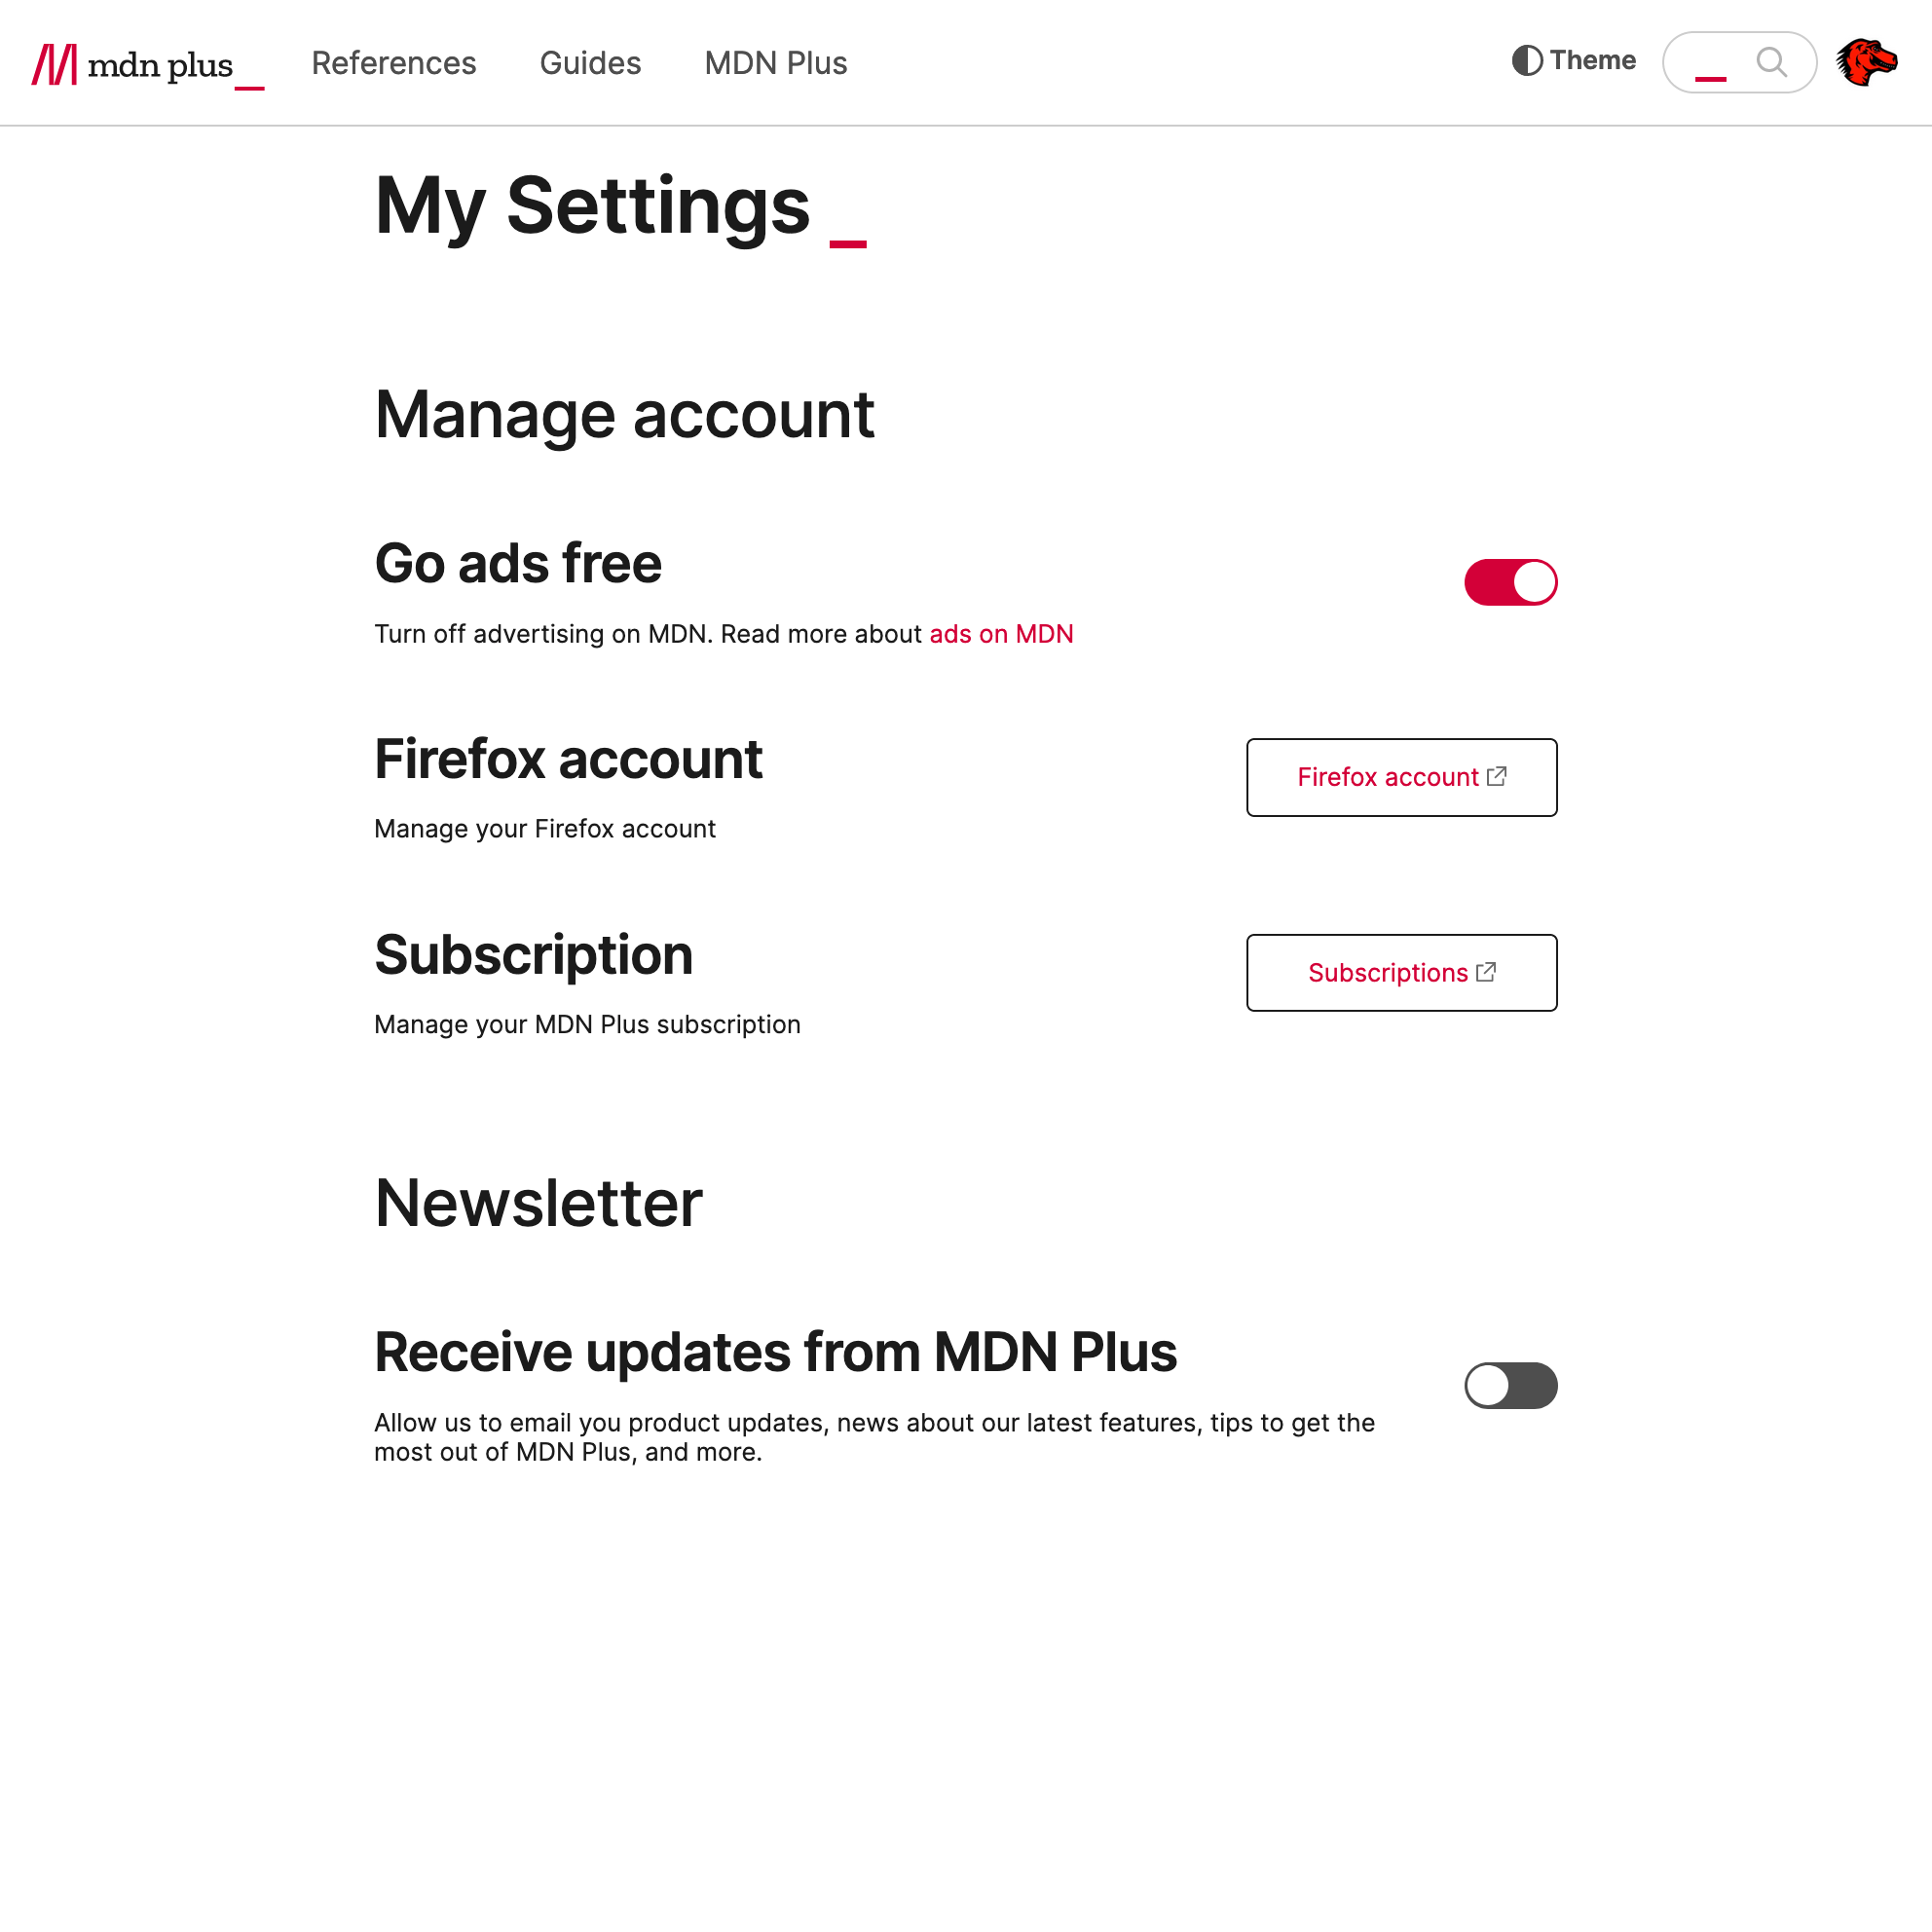 mdn plus_
References
Guides
MDN Plus
Theme
My Settings _
Manage account
Go ads free
Turn off advertising on MDN. Read more about ads on MDN
Firefox account
Firefox account
Manage your Firefox account
Subscription
Subscriptions
Manage your MDN Plus subscription
Newsletter
Receive updates from MDN Plus
Allow us to email you product updates, news about our latest features, tips to get the
most out of MDN Plus, and more.